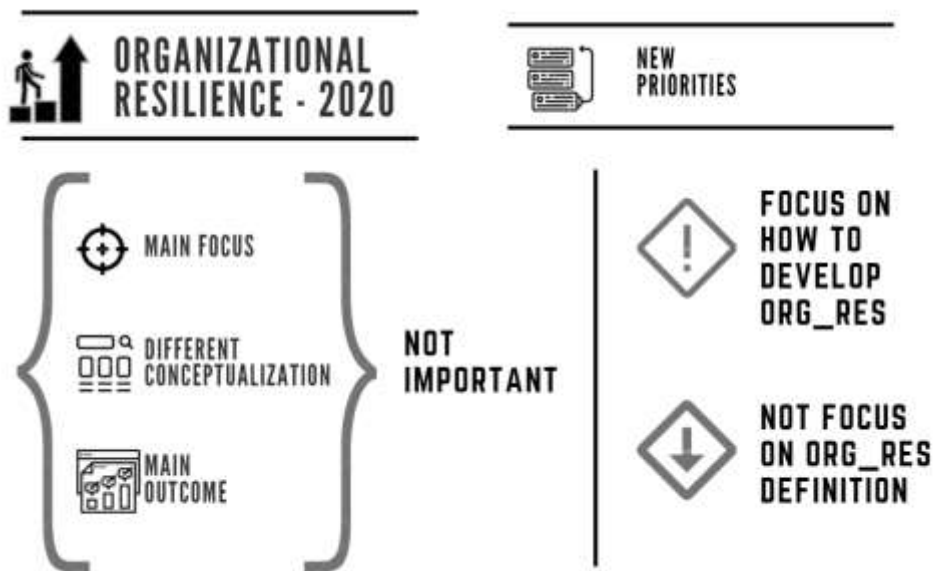 ORGANIZATIONAL
RESILIENCE - 2020
NEW
PRIORITIES
MAIN FOCUS
DIFFERENT
CONCEPTUALIZATION
MAIN
OUTCOME
NOT
IMPORTANT
FOCUS ON
HOW TO
DEVELOP
ORG_RES
NOT FOCUS
ON ORG_RES
DEFINITION